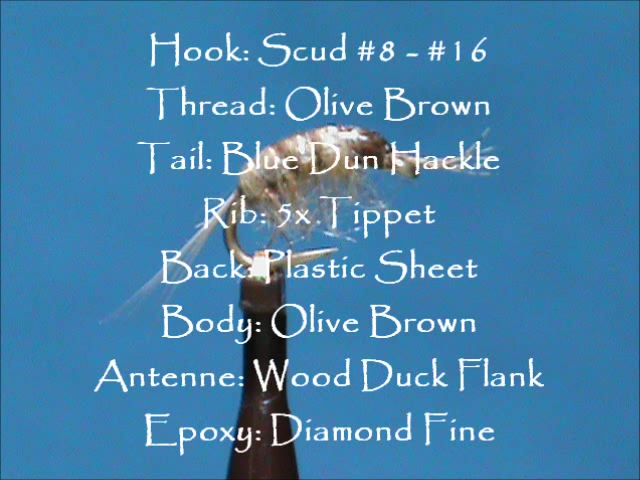 Hook: Scud #8 - #16
Thread: Olive Brown
Tail: Blue Dun Hackle
Rib: 5x Tippet
Back: Plastic Sheet
Body: Olive Brown
Antenne: Wood Duck Flank
Epoxy: Diamond Fine